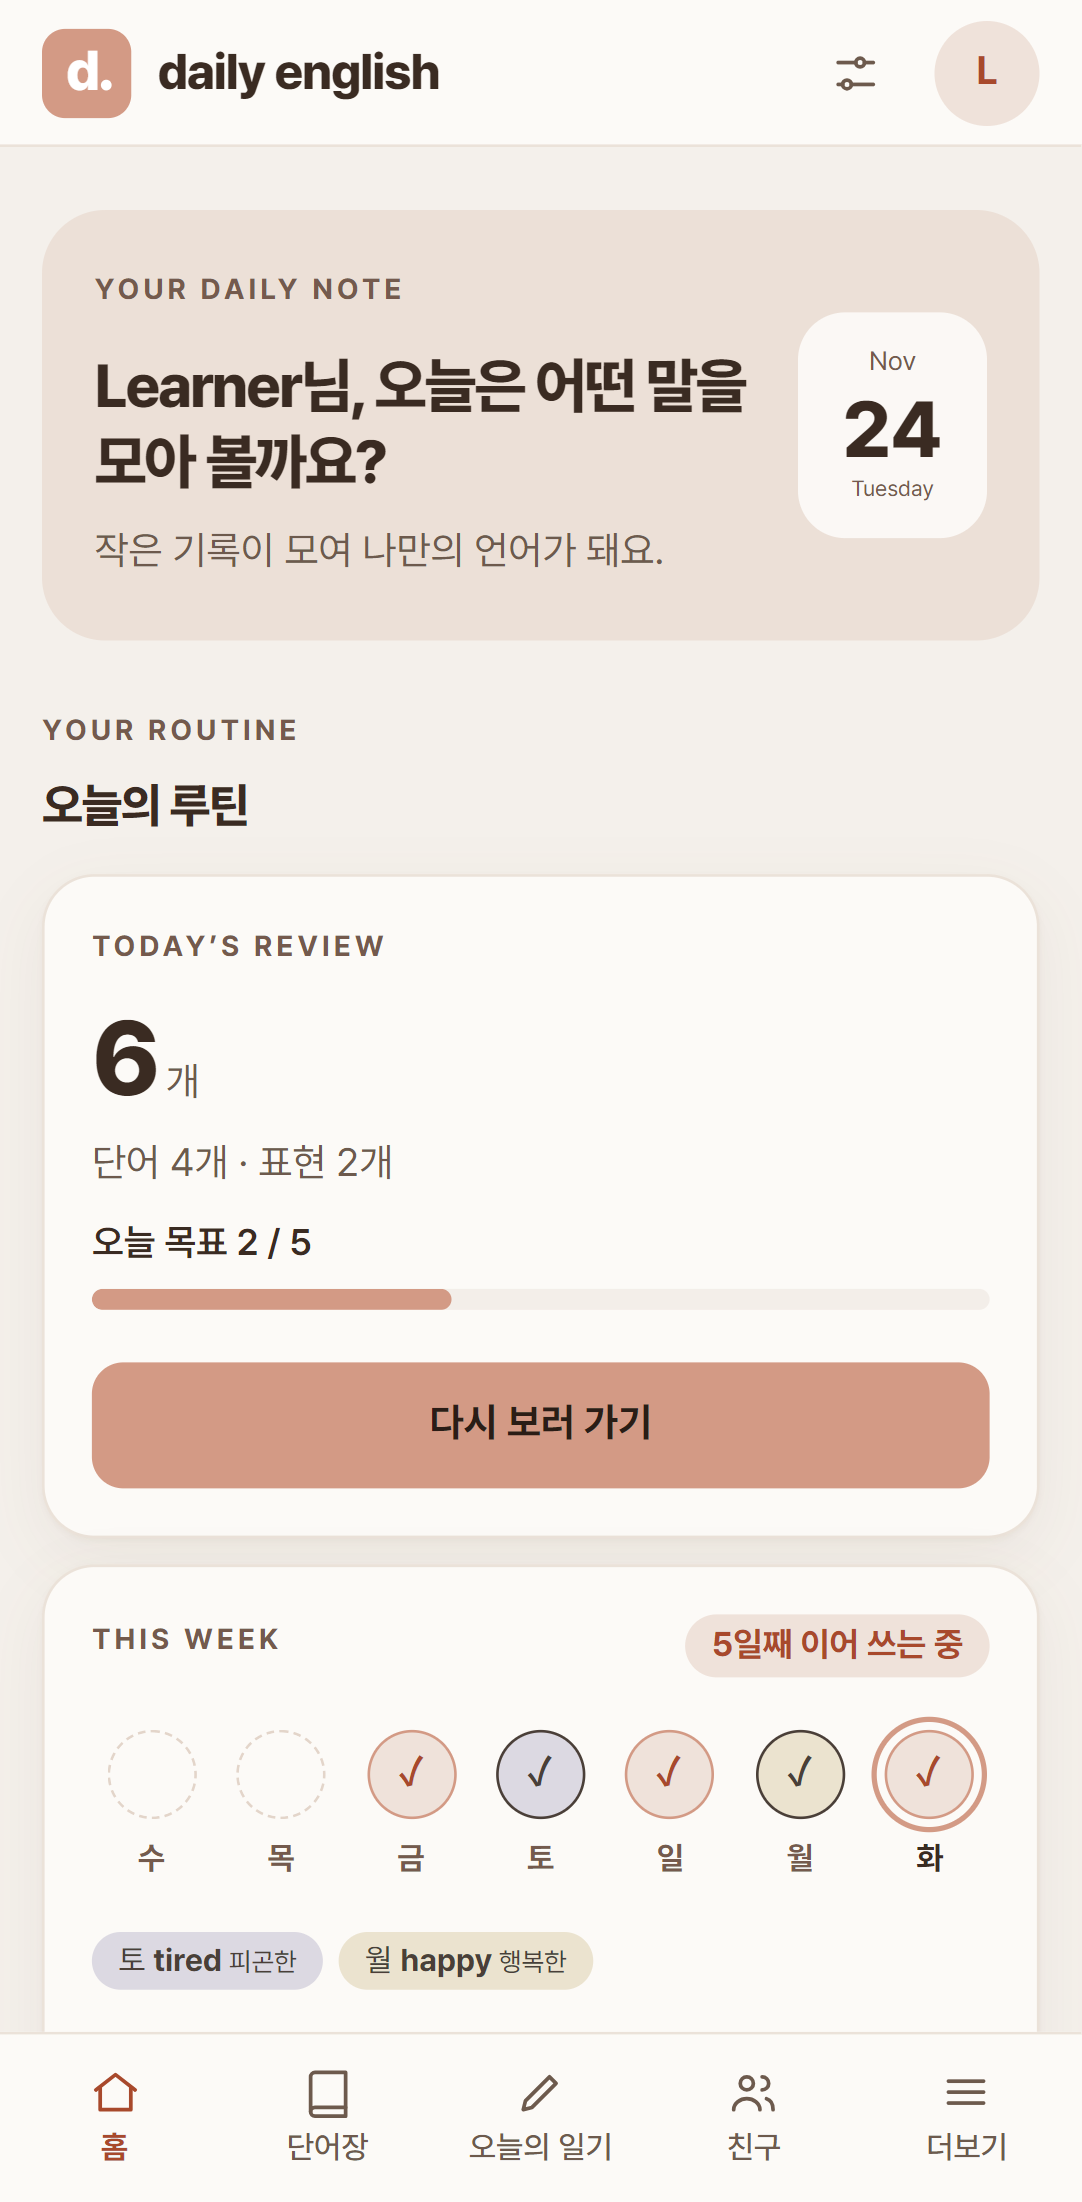 d. daily english
L
YOUR DAILY NOTE
Learner님, 오늘은 어떤 말을
모아 볼까요?
작은 기록이 모여 나만의 언어가 돼요.
Nov
24
Tuesday
YOUR ROUTINE
오늘의 루틴
TODAY’S REVIEW
6개
단어 4개 · 표현 2개
오늘 목표 2 / 5
다시 보러 가기
THIS WEEK
5일째 이어 쓰는 중
수 목 금 토 일 월 화
토 tired 피곤한
월 happy 행복한
홈 단어장 오늘의 일기 친구 더보기